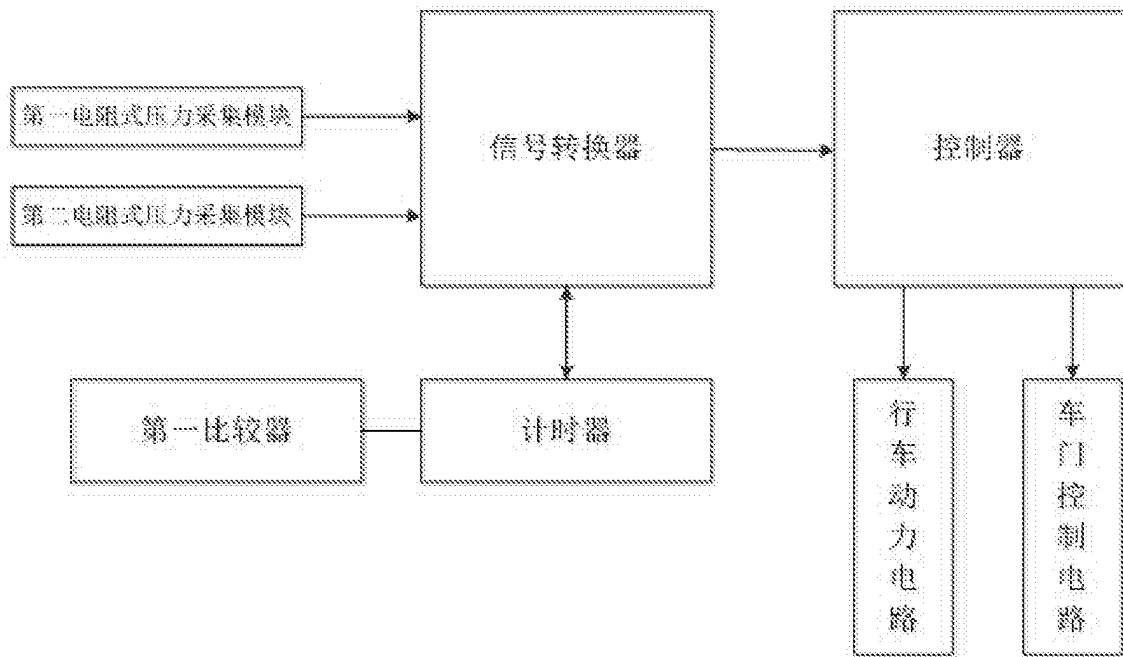 第一电阻式压力采集模块
第二电阻式压力采集模块
信号转换器
控制器
第一比较器
计时器
行车动力电路
车门控制电路